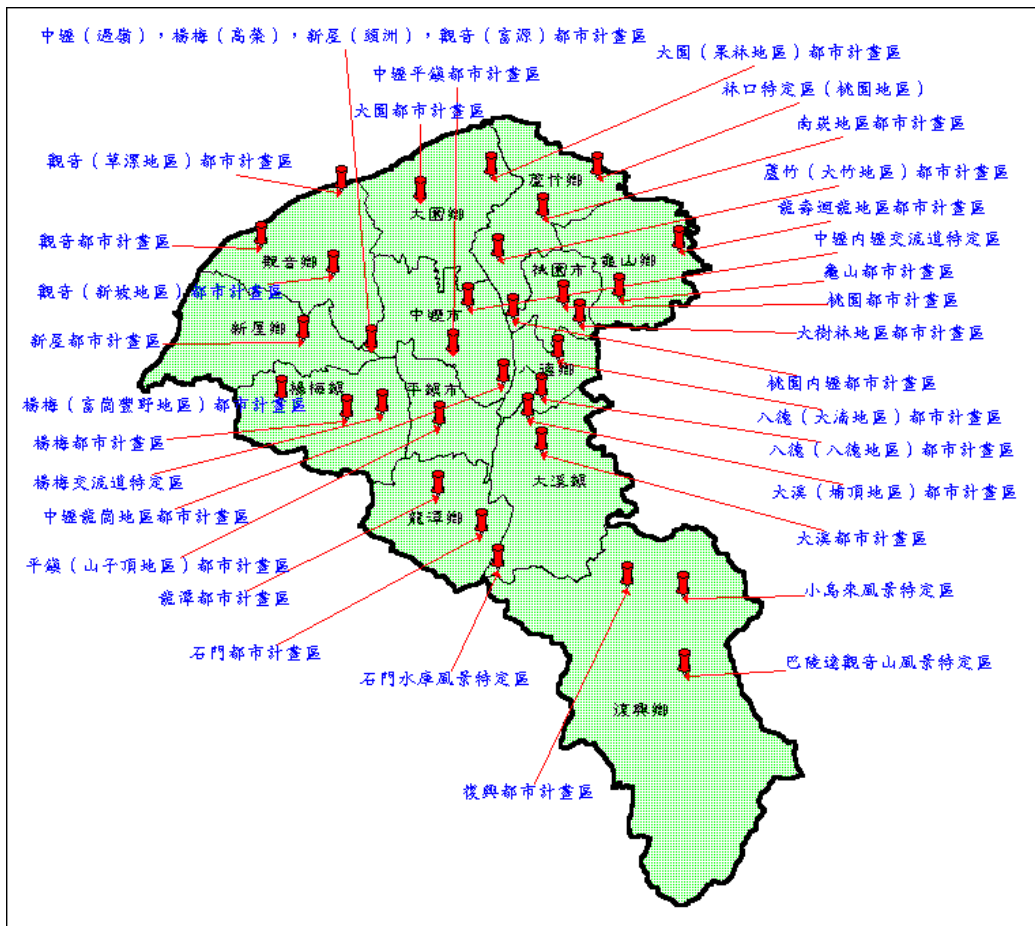 中壢(過嶺),楊梅(高榮),新屋(頭洲),觀音(富源)都市計畫區
大園(果林地區)都市計畫區
中壢平鎮都市計畫區
林口特定區(桃園地區)
大園都市計畫區
南崁地區都市計畫區
觀音(草漯地區)都市計畫區
蘆竹(大竹地區)都市計畫區
蘆竹鄉
大園鄉
龍壽迴龍地區都市計畫區
觀音都市計畫區
中壢內壢交流道特定區
觀音鄉
桃園市
龜山鄉
龜山都市計畫區
觀音(新坡地區)都市計畫區
桃園都市計畫區
中壢市
新屋鄉
新屋都市計畫區
大樹林地區都市計畫區
八德鄉
桃園內壢都市計畫區
楊梅鎮
平鎮市
楊梅(富岡豐野地區)都市計畫區
八德(大湳地區)都市計畫區
楊梅都市計畫區
八德(八德地區)都市計畫區
楊梅交流道特定區
大溪鎮
大溪(埔頂地區)都市計畫區
中壢龍岡地區都市計畫區
龍潭鄉
大溪都市計畫區
平鎮(山子頂地區)都市計畫區
龍潭都市計畫區
小烏來風景特定區
石門都市計畫區
巴陵達觀音山風景特定區
石門水庫風景特定區
復興鄉
復興都市計畫區